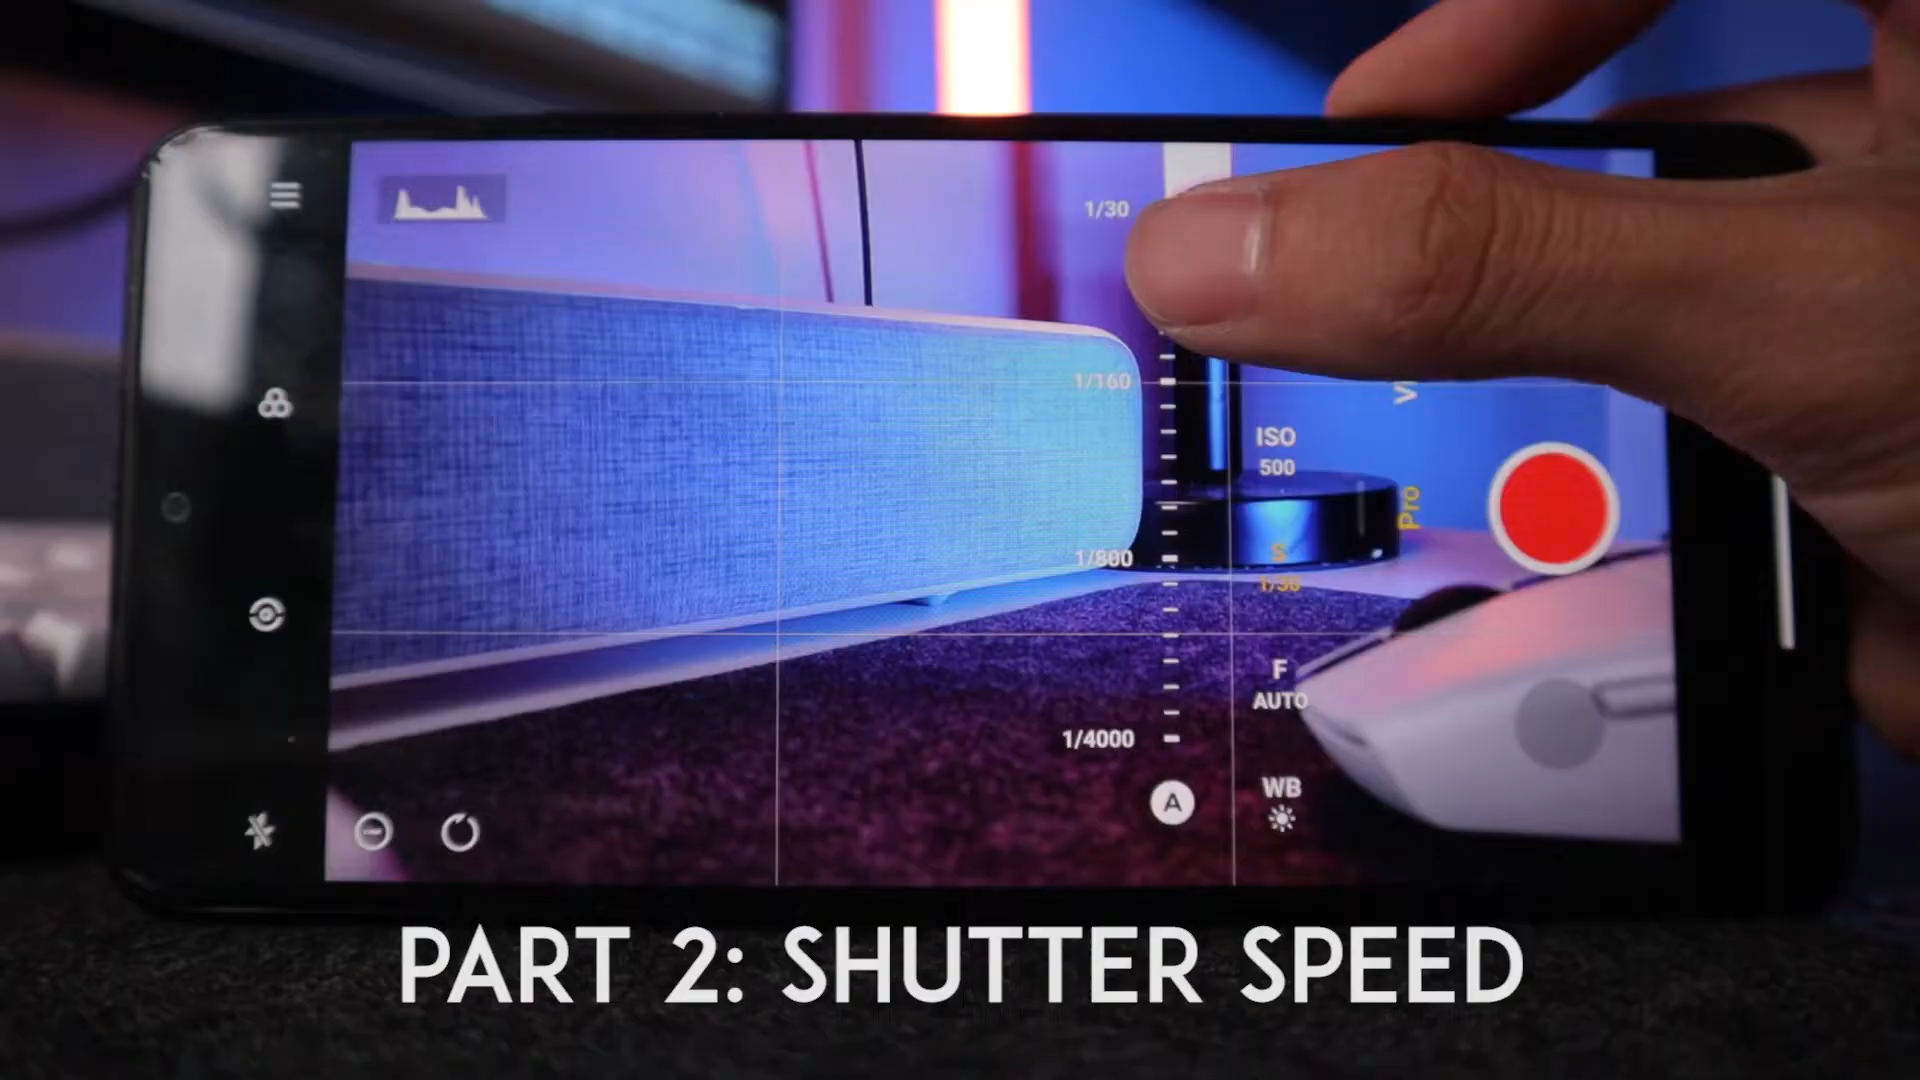 1/30
1/160
ISO
500
Pro
1/800
S
1/30
F
AUTO
1/4000
A
WB
PART 2: SHUTTER SPEED